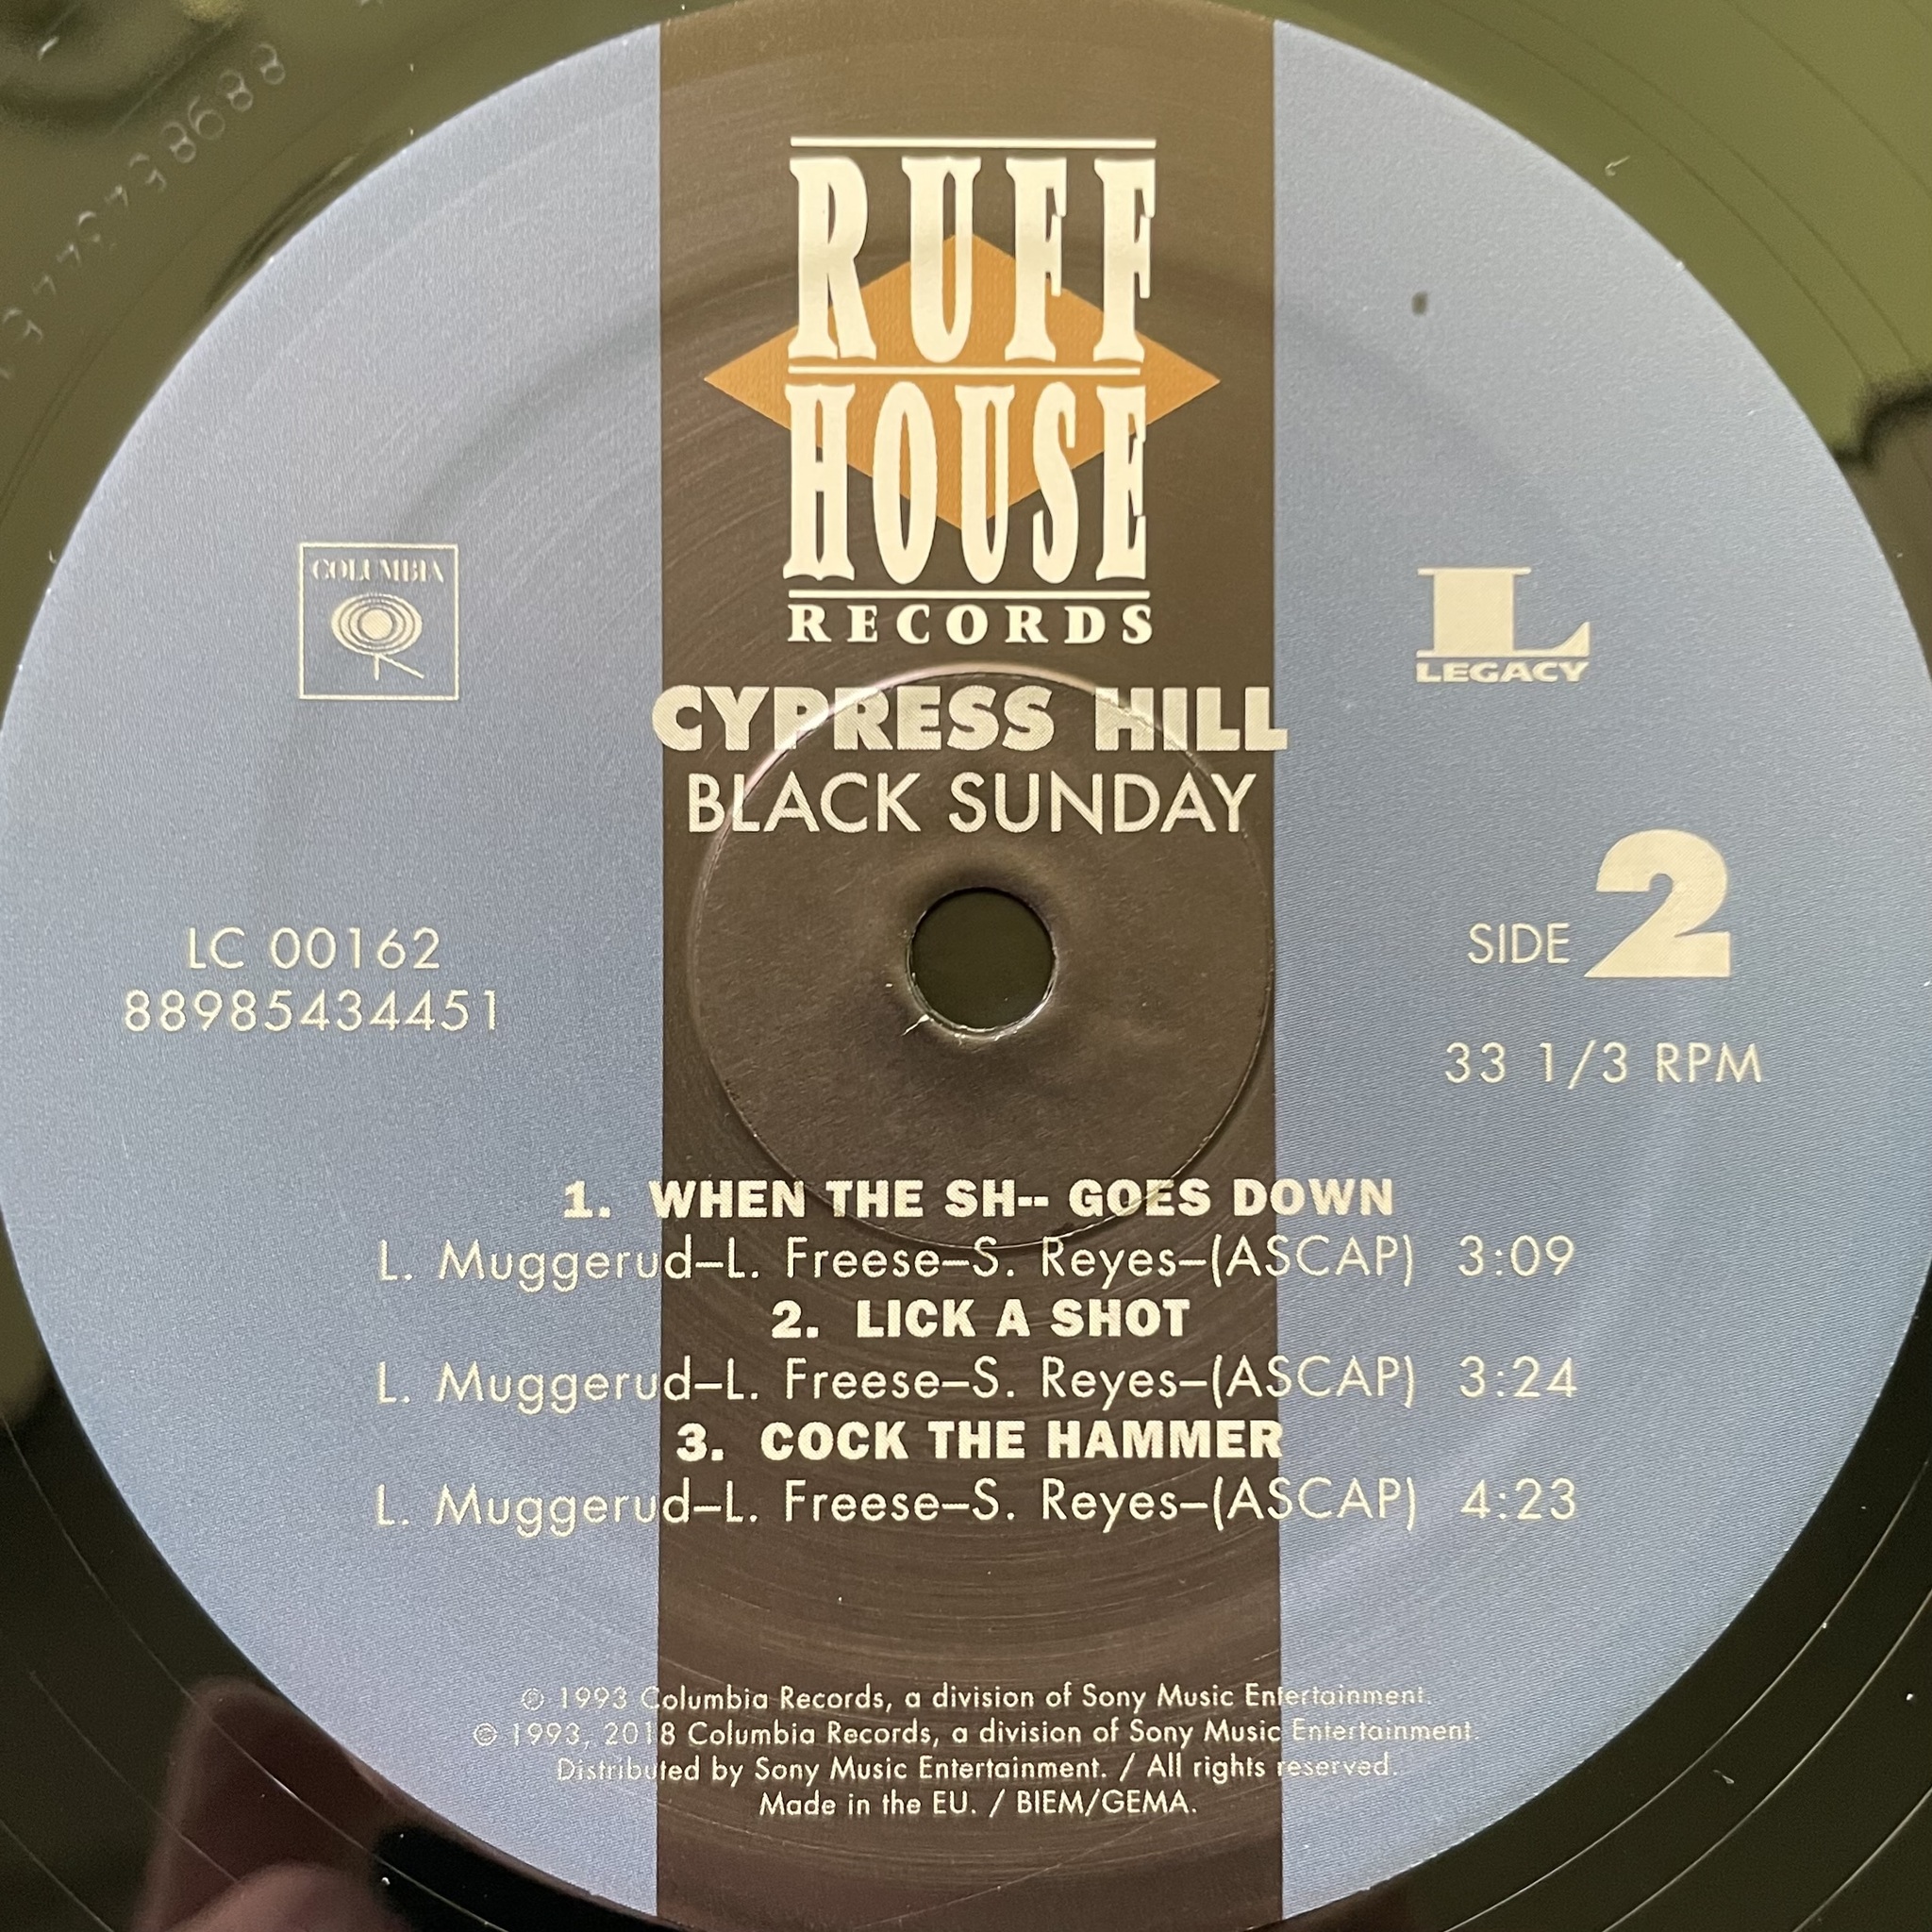 RUFF
HOUSE
RECORDS
COLUMBIA
LEGACY
CYPRESS HILL
BLACK SUNDAY
SIDE 2
LC 00162
88985434451
33 1/3 RPM
1. WHEN THE SH-- GOES DOWN
L. Muggerud–L. Freese–S. Reyes–(ASCAP) 3:09
2. LICK A SHOT
L. Muggerud–L. Freese–S. Reyes–(ASCAP) 3:24
3. COCK THE HAMMER
L. Muggerud–L. Freese–S. Reyes–(ASCAP) 4:23
℗ 1993 Columbia Records, a division of Sony Music Entertainment.
© 1993, 2018 Columbia Records, a division of Sony Music Entertainment.
Distributed by Sony Music Entertainment. / All rights reserved.
Made in the EU. / BIEM/GEMA.